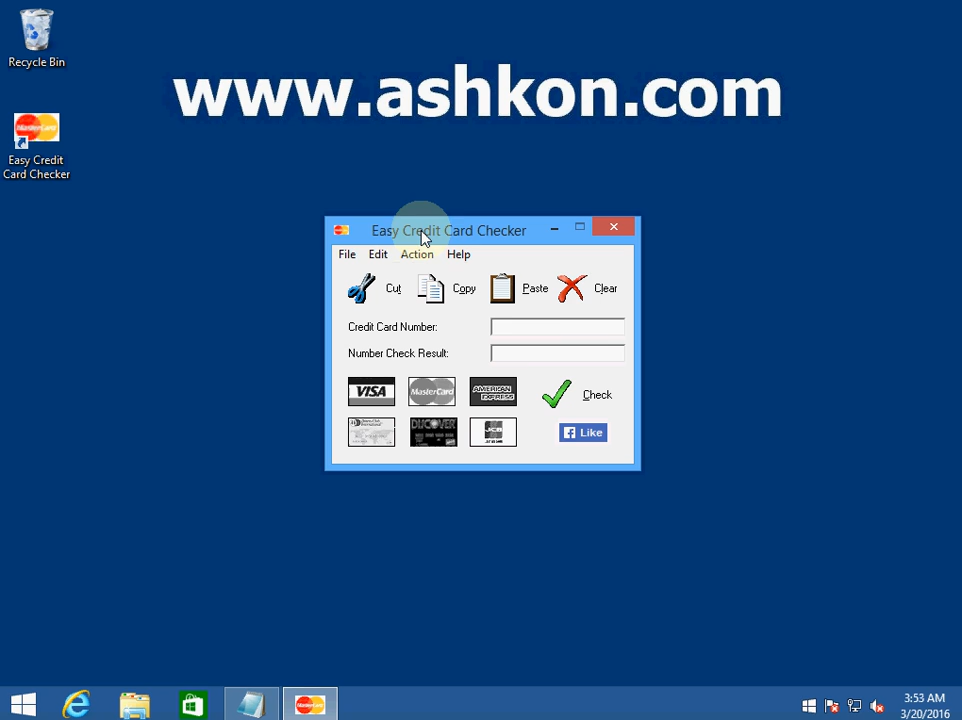 Recycle Bin
www.ashkon.com
MasterCard
Easy Credit
Card Checker
Easy Credit Card Checker
File Edit Action Help
Cut Copy Paste Clear
Credit Card Number:
Number Check Result:
VISA MasterCard AMERICAN EXPRESS Check
DISCOVER JCB Like
3:53 AM
3/20/2016